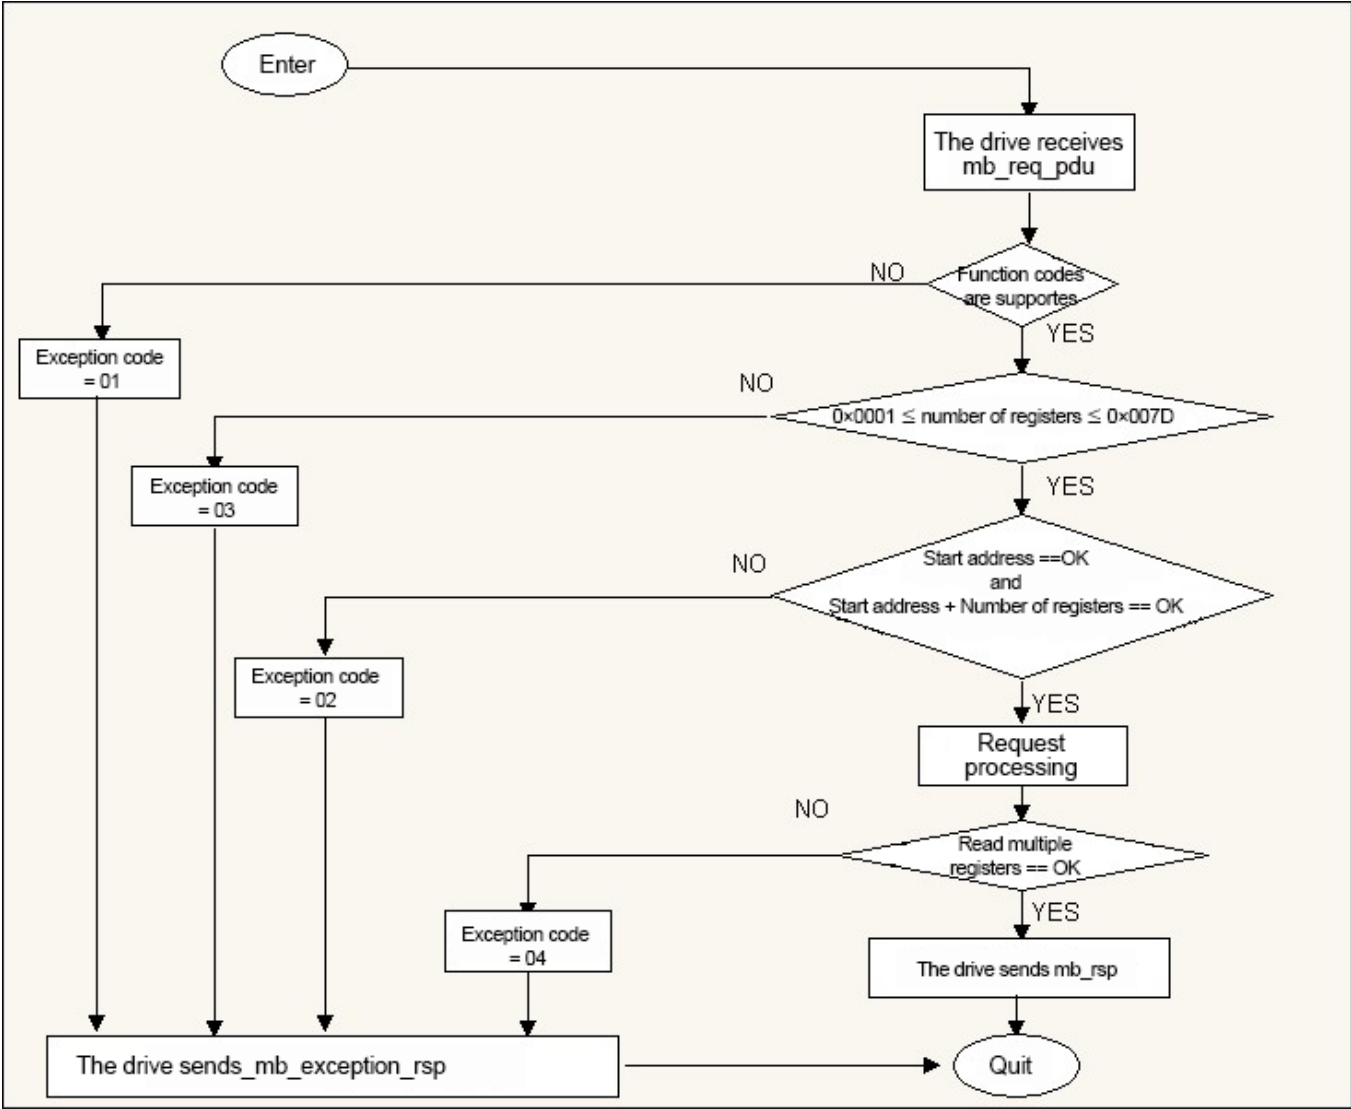 Enter
The drive receives
mb_req_pdu
NO
Function codes
are supportes
YES
Exception code
= 01
NO
0×0001 ≤ number of registers ≤ 0×007D
YES
Exception code
= 03
NO
Start address ==OK
and
Start address + Number of registers == OK
YES
Exception code
= 02
Request
processing
NO
Read multiple
registers == OK
YES
Exception code
= 04
The drive sends mb_rsp
The drive sends_mb_exception_rsp
Quit